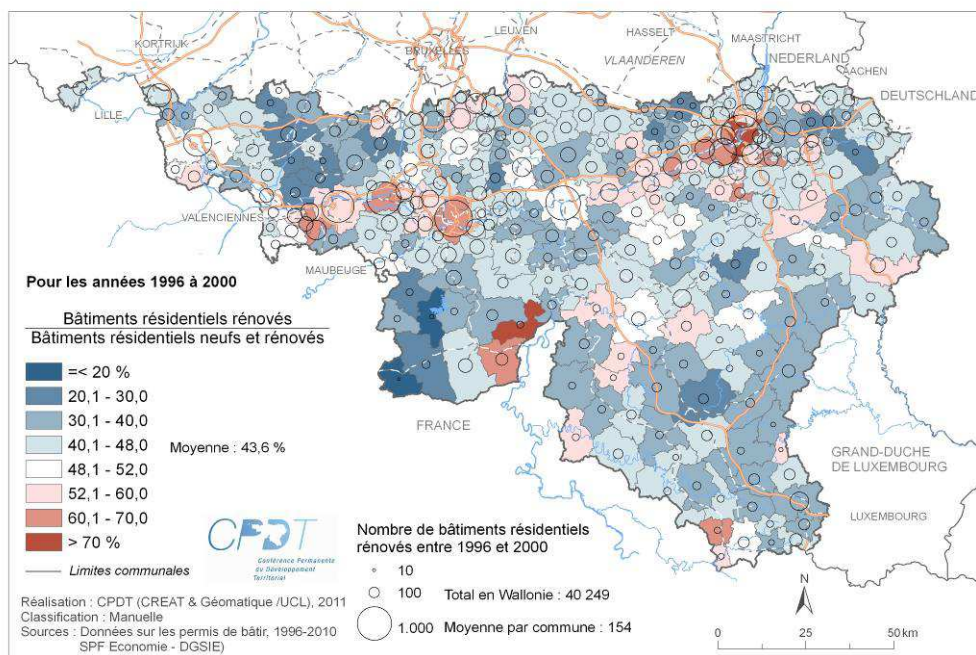 KORTRIJK
LEUVEN
HASSELT
MAASTRICHT
BRUXELLES
VLAANDEREN
NEDERLAND
AACHEN
LILLE
DEUTSCHLAND
VALENCIENNES
MAUBEUGE
FRANCE
GRAND-DUCHE
DE LUXEMBOURG
LUXEMBOURG
Pour les années 1996 à 2000
Bâtiments résidentiels rénovés
Bâtiments résidentiels neufs et rénovés
=< 20 %
20,1 - 30,0
30,1 - 40,0
40,1 - 48,0
Moyenne : 43,6 %
48,1 - 52,0
52,1 - 60,0
60,1 - 70,0
> 70 %
Limites communales
CPDT
Conférence Permanente
du Développement
Territorial
Réalisation : CPDT (CREAT & Géomatique /UCL), 2011
Classification : Manuelle
Sources : Données sur les permis de bâtir, 1996-2010
SPF Economie - DGSIE)
Nombre de bâtiments résidentiels
rénovés entre 1996 et 2000
10
100
Total en Wallonie : 40 249
1.000
Moyenne par commune : 154
N
0 25 50 km